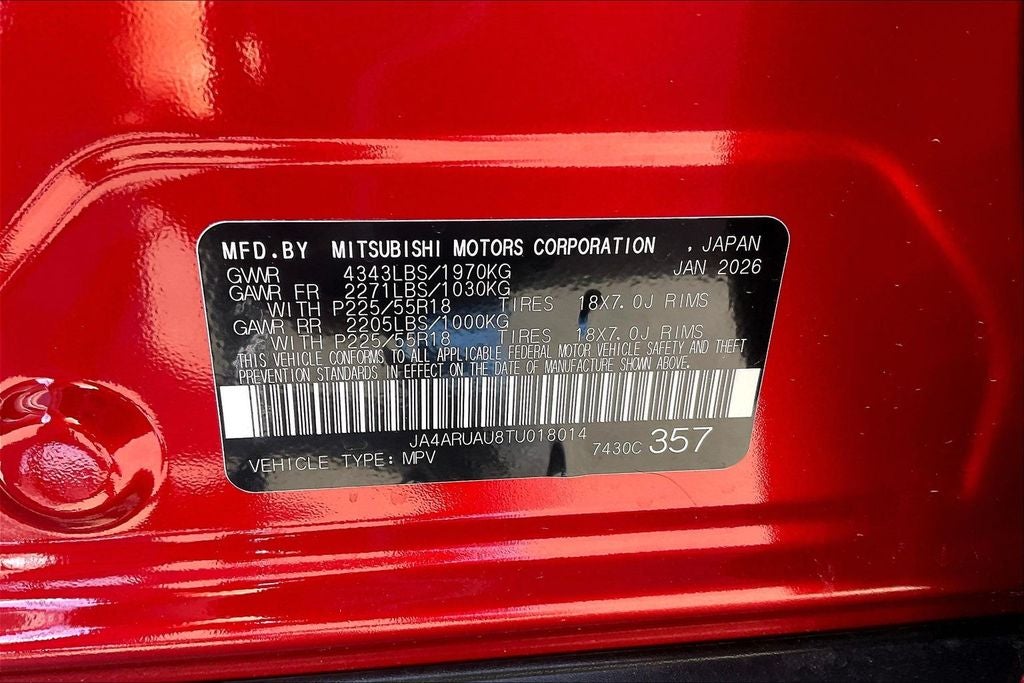 MFD.BY MITSUBISHI MOTORS CORPORATION , JAPAN
GVWR 4343LBS/1970KG JAN 2026
GAWR FR 2271LBS/1030KG
WITH P225/55R18 TIRES 18X7.0J RIMS
GAWR RR 2205LBS/1000KG
WITH P225/55R18 TIRES 18X7.0J RIMS
THIS VEHICLE CONFORMS TO ALL APPLICABLE FEDERAL MOTOR VEHICLE SAFETY AND THEFT
PREVENTION STANDARDS IN EFFECT ON THE DATE OF MANUFACTURE SHOWN ABOVE.
JA4ARUAU8TU018014
VEHICLE TYPE: MPV 7430C 357